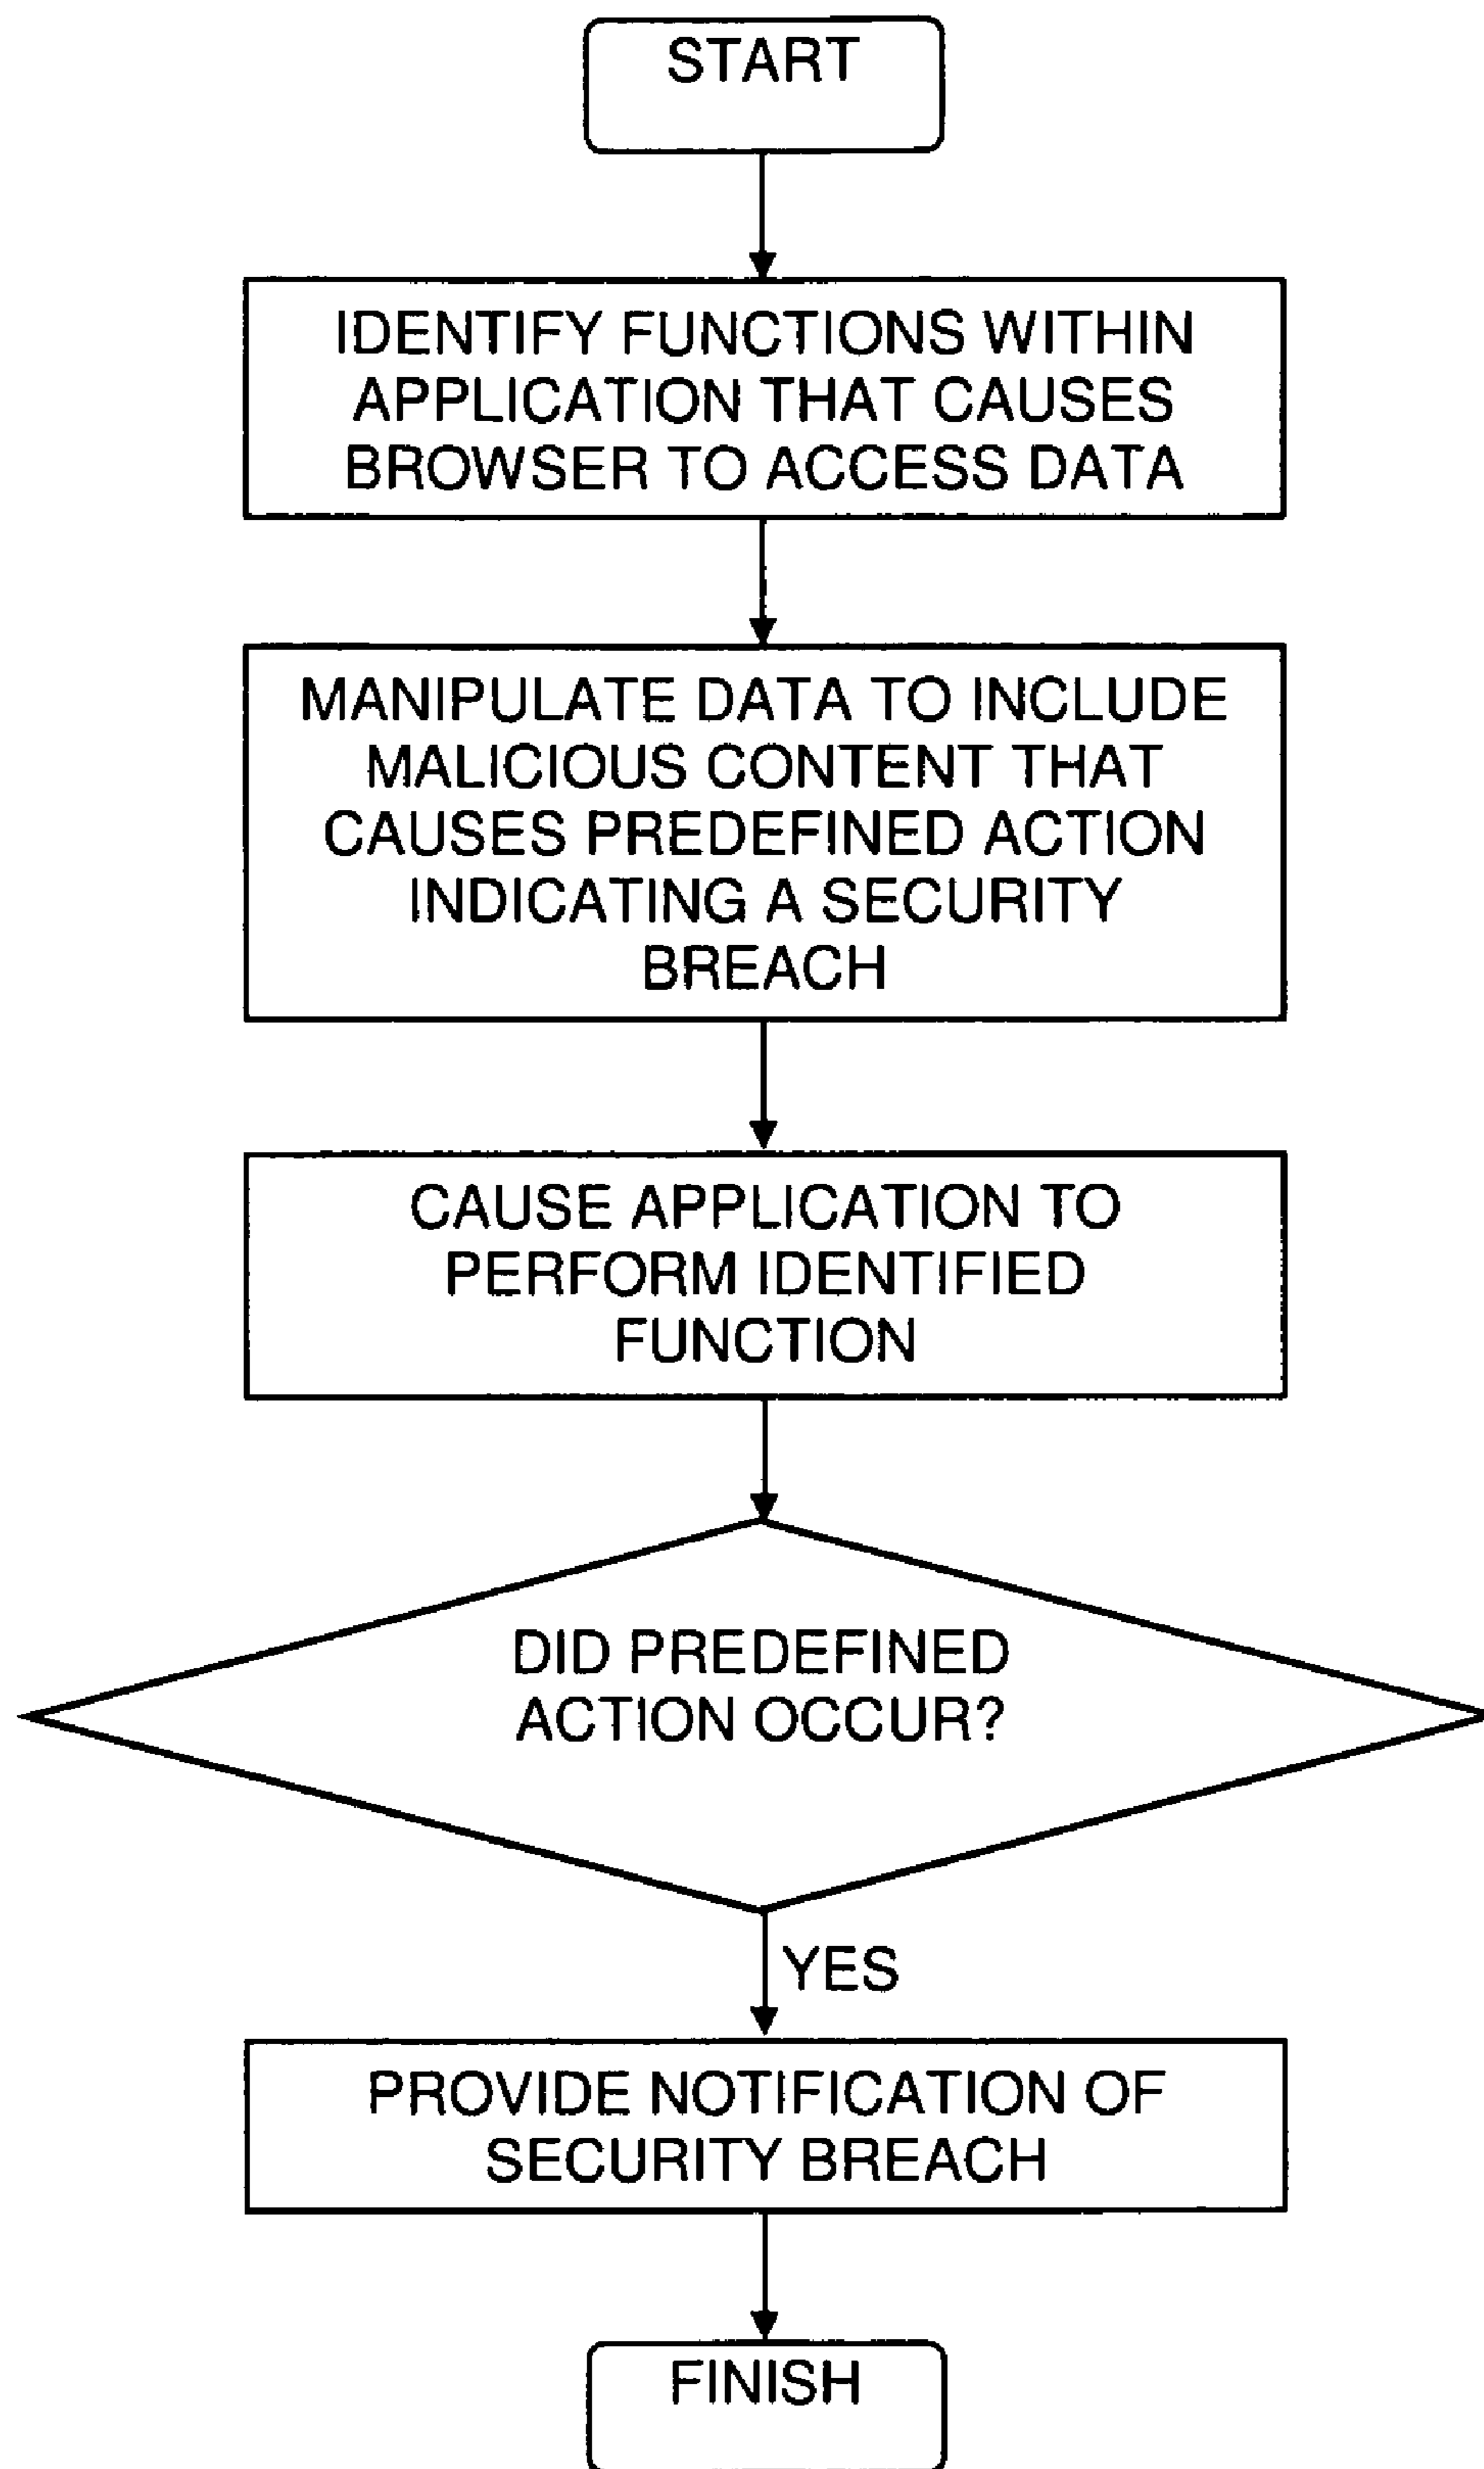 START
IDENTIFY FUNCTIONS WITHIN
APPLICATION THAT CAUSES
BROWSER TO ACCESS DATA
MANIPULATE DATA TO INCLUDE
MALICIOUS CONTENT THAT
CAUSES PREDEFINED ACTION
INDICATING A SECURITY
BREACH
CAUSE APPLICATION TO
PERFORM IDENTIFIED
FUNCTION
DID PREDEFINED
ACTION OCCUR?
YES
PROVIDE NOTIFICATION OF
SECURITY BREACH
FINISH